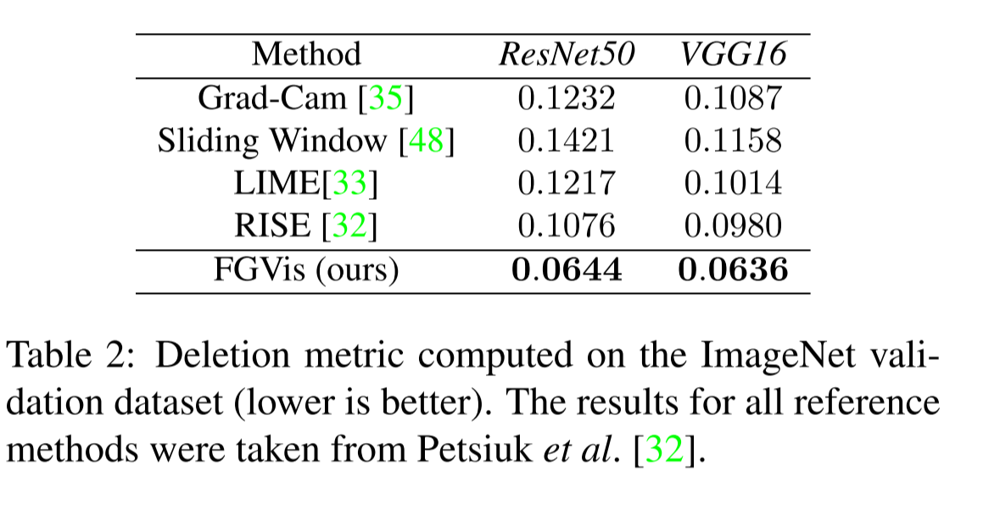 Method ResNet50 VGG16
Grad-Cam [35] 0.1232 0.1087
Sliding Window [48] 0.1421 0.1158
LIME[33] 0.1217 0.1014
RISE [32] 0.1076 0.0980
FGVis (ours) 0.0644 0.0636
Table 2: Deletion metric computed on the ImageNet vali-
dation dataset (lower is better). The results for all reference
methods were taken from Petsiuk et al. [32].